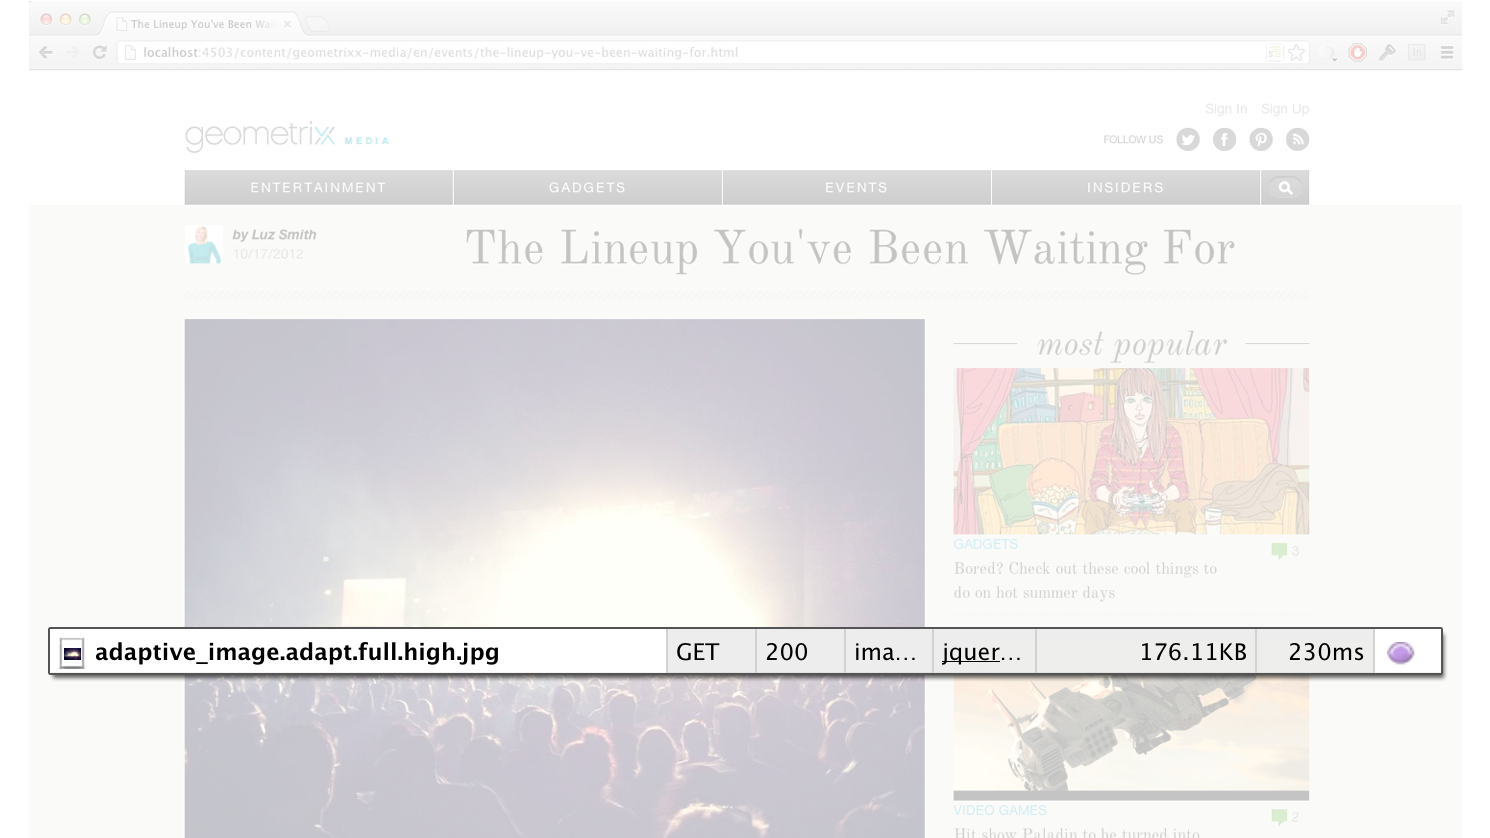 The Lineup You've Been Wai
localhost:4503/content/geometrixx-media/en/events/the-lineup-you-ve-been-waiting-for.html
Sign In Sign Up
geometrixx MEDIA
FOLLOW US
ENTERTAINMENT GADGETS EVENTS INSIDERS
by Luz Smith
10/17/2012
The Lineup You've Been Waiting For
most popular
GADGETS
3
Bored? Check out these cool things to
do on hot summer days
adaptive_image.adapt.full.high.jpg GET 200 ima... jquer... 176.11KB 230ms
VIDEO GAMES
2
Hit show Paladin to be turned into